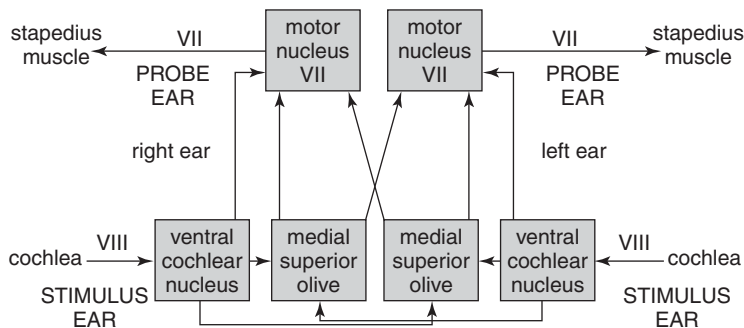 stapedius
muscle
VII
PROBE
EAR
motor
nucleus
VII
motor
nucleus
VII
VII
PROBE
EAR
stapedius
muscle
right ear
left ear
cochlea
VIII
STIMULUS
EAR
ventral
cochlear
nucleus
medial
superior
olive
medial
superior
olive
ventral
cochlear
nucleus
VIII
cochlea
STIMULUS
EAR